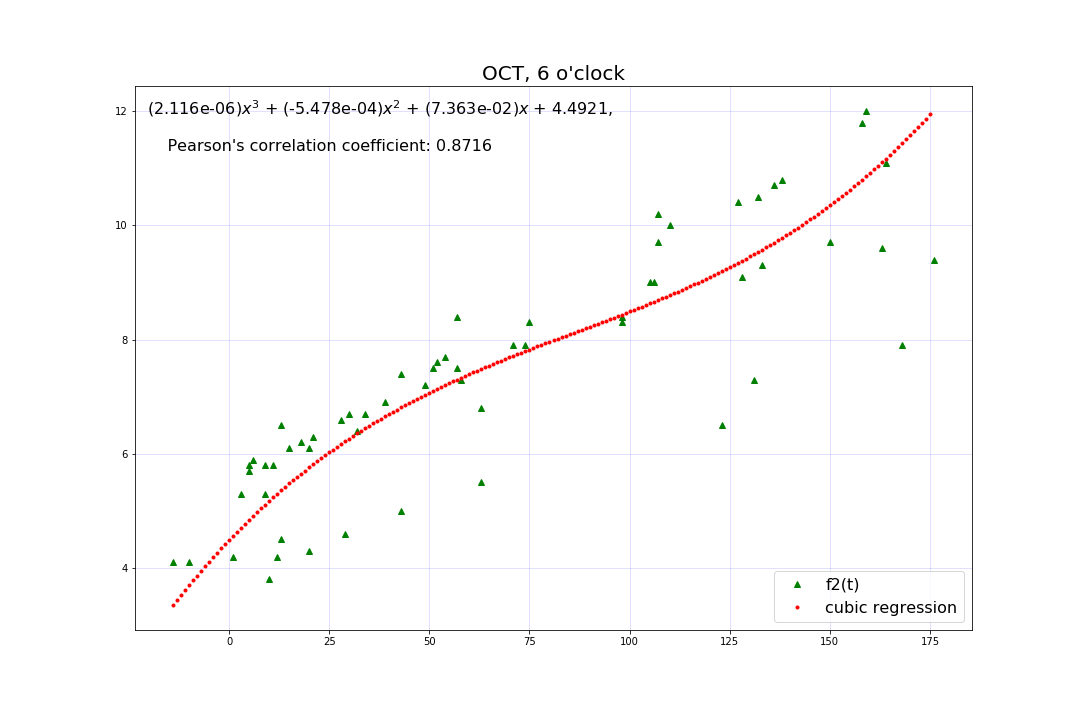 OCT, 6 o'clock
(2.116e-06)x³ + (-5.478e-04)x² + (7.363e-02)x + 4.4921,
Pearson's correlation coefficient: 0.8716
12
10
8
6
4
f2(t)
cubic regression
0 25 50 75 100 125 150 175